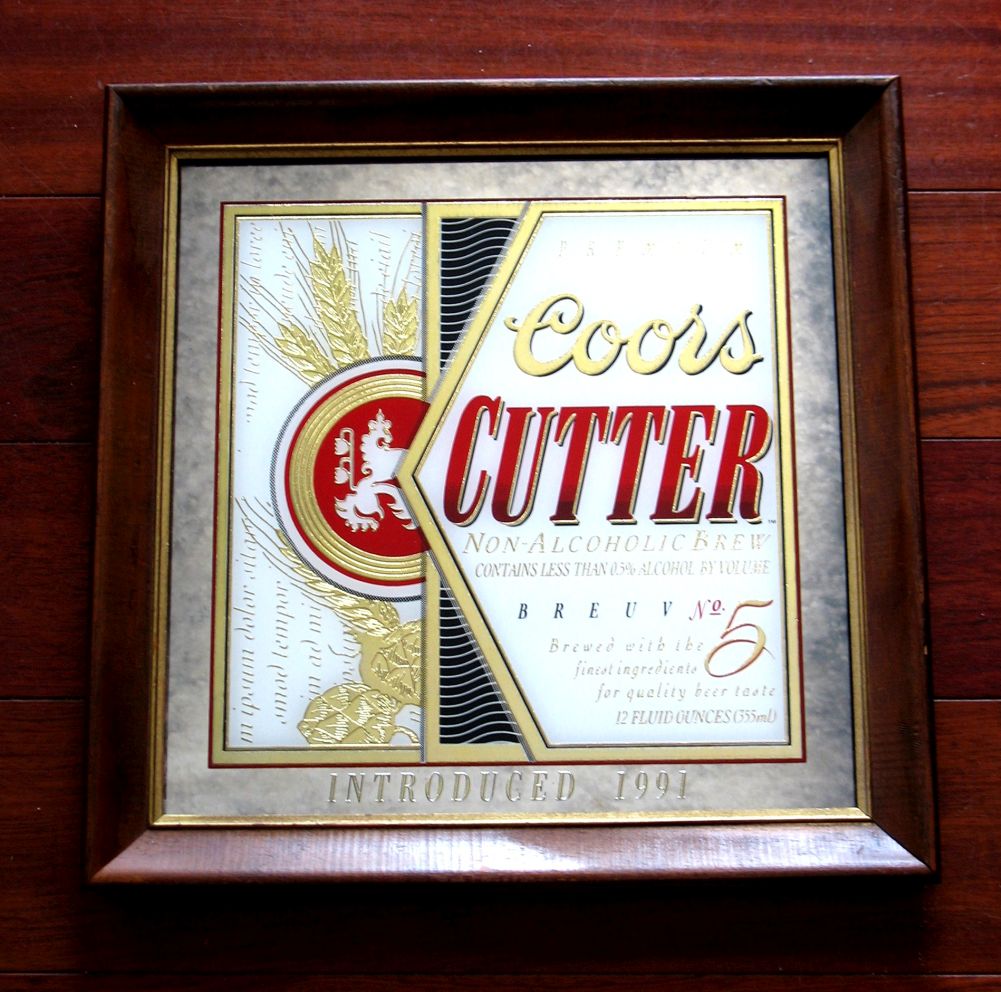 PREMIUM
Coors
CUTTER™
NON-ALCOHOLIC BREW
CONTAINS LESS THAN 0.5% ALCOHOL BY VOLUME
BREUV No. 5
Brewed with the
finest ingredients
for quality beer taste
12 FLUID OUNCES (355ml)
INTRODUCED 1991